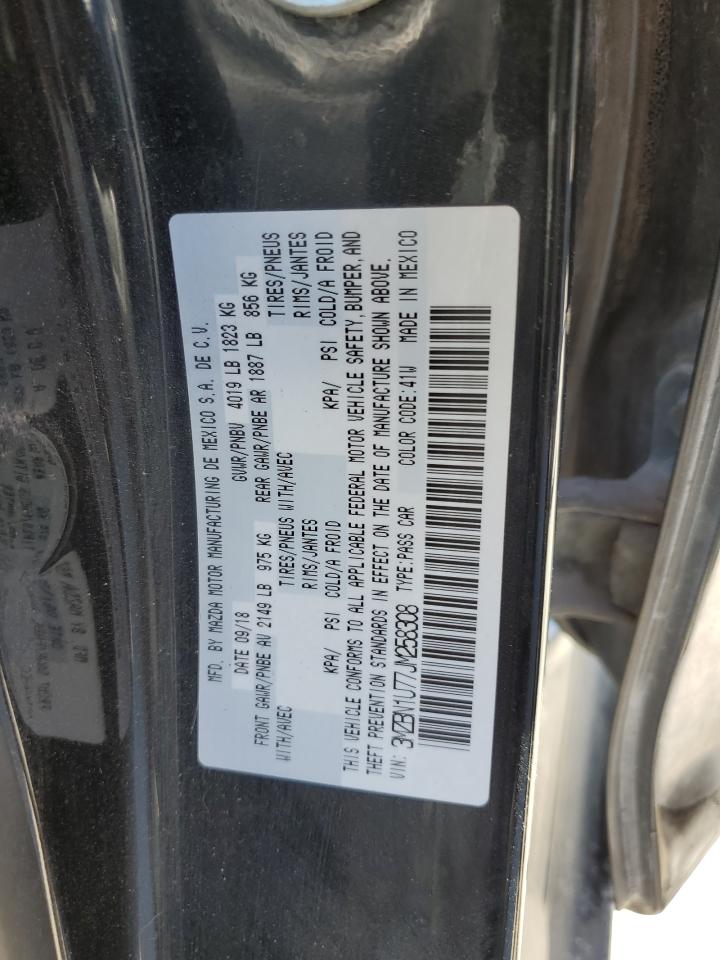 MFD. BY MAZDA MOTOR MANUFACTURING DE MEXICO S.A. DE C.V.
DATE 09/18 GVWR/PNBV 4019 LB 1823 KG
FRONT GAWR/PNBE AV 2149 LB 975 KG REAR GAWR/PNBE AR 1887 LB 856 KG
WITH/AVEC TIRES/PNEUS WITH/AVEC TIRES/PNEUS
RIMS/JANTES RIMS/JANTES
KPA/ PSI COLD/A FROID KPA/ PSI COLD/A FROID
THIS VEHICLE CONFORMS TO ALL APPLICABLE FEDERAL MOTOR VEHICLE SAFETY, BUMPER, AND
THEFT PREVENTION STANDARDS IN EFFECT ON THE DATE OF MANUFACTURE SHOWN ABOVE.
VIN: 3MZBN1U77JM258308 TYPE:PASS CAR COLOR CODE:41W MADE IN MEXICO